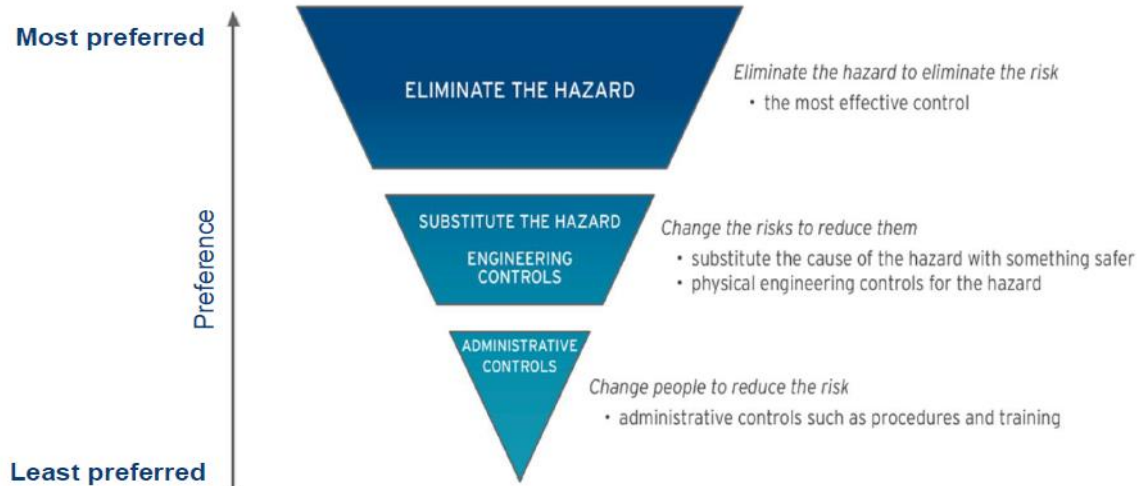 Most preferred
ELIMINATE THE HAZARD
Eliminate the hazard to eliminate the risk
• the most effective control
Preference
SUBSTITUTE THE HAZARD
ENGINEERING
CONTROLS
Change the risks to reduce them
• substitute the cause of the hazard with something safer
• physical engineering controls for the hazard
ADMINISTRATIVE
CONTROLS
Change people to reduce the risk
• administrative controls such as procedures and training
Least preferred